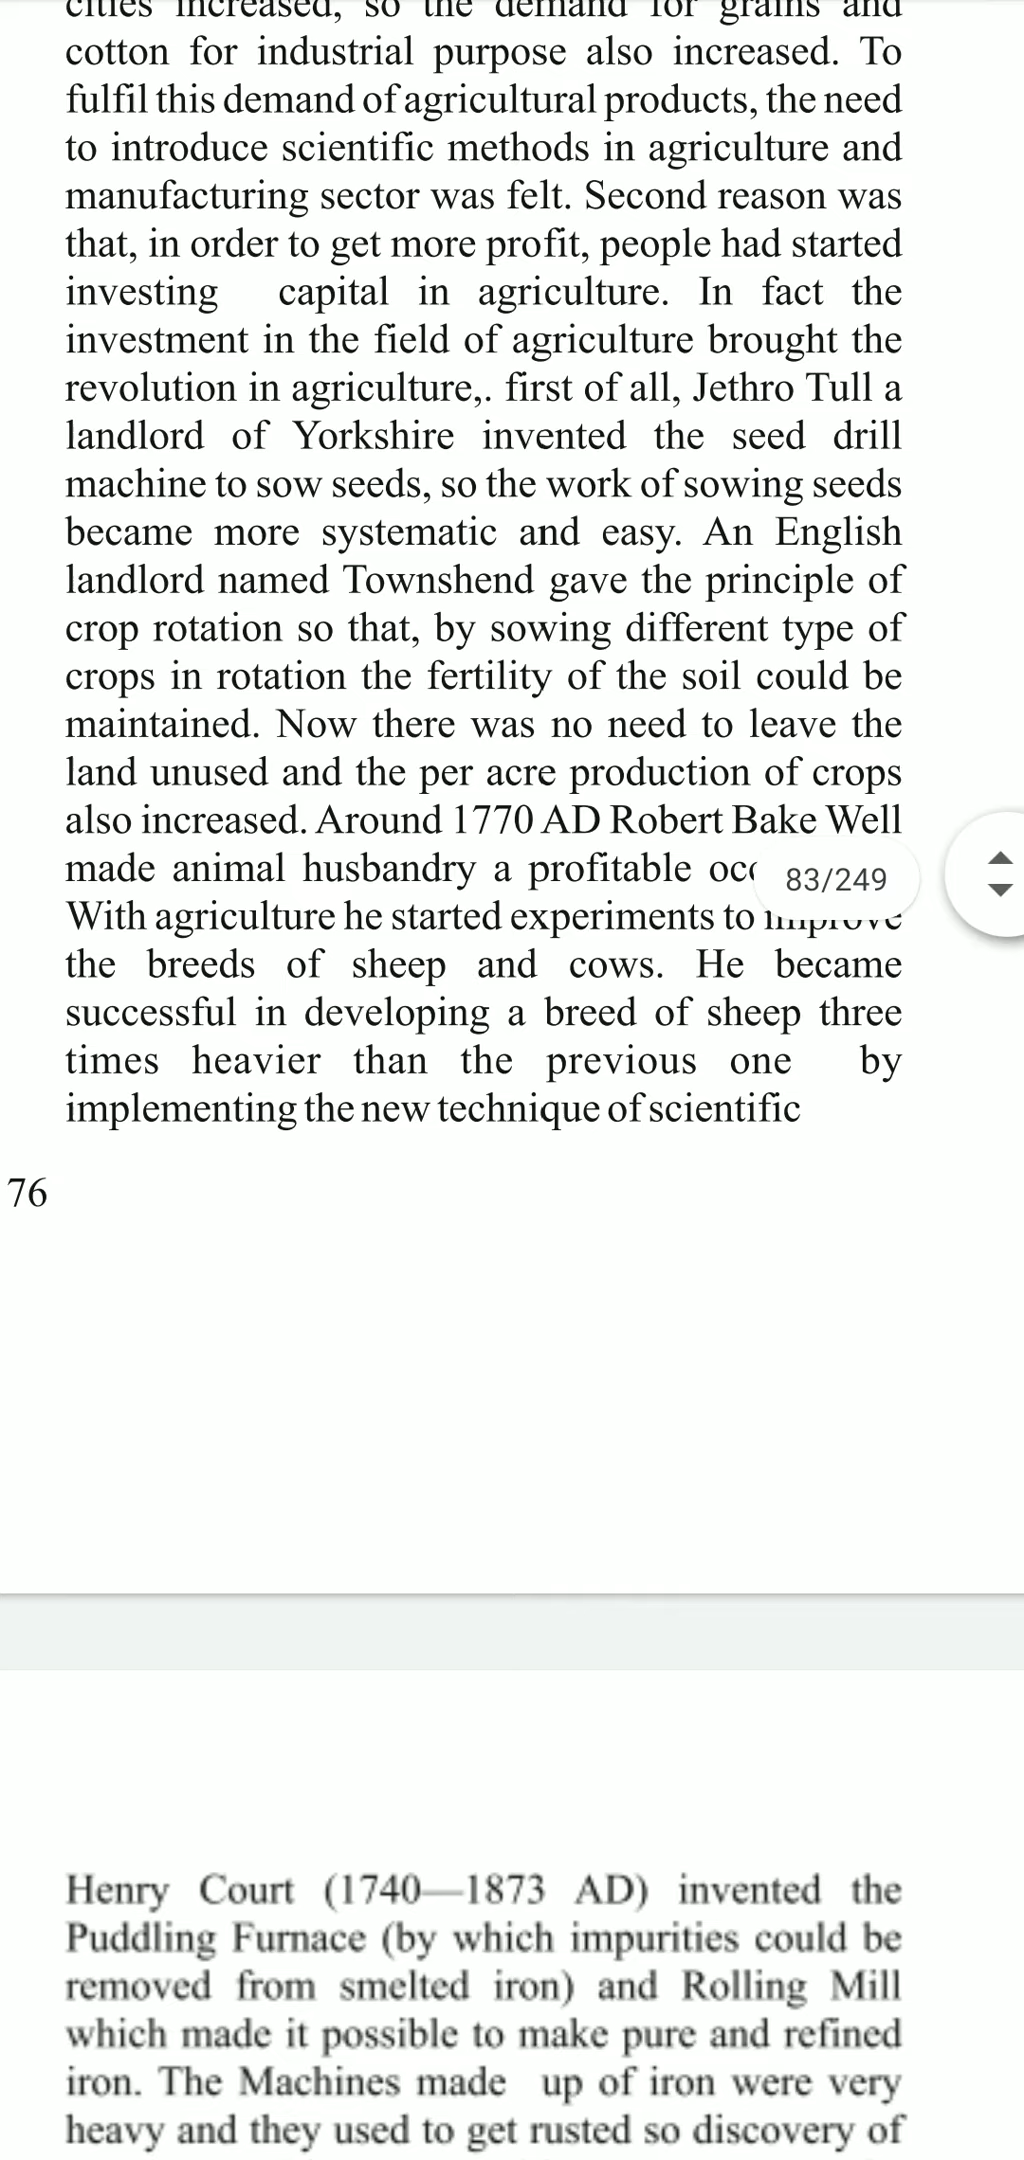 cities increased, so the demand for grains and
cotton for industrial purpose also increased. To
fulfil this demand of agricultural products, the need
to introduce scientific methods in agriculture and
manufacturing sector was felt. Second reason was
that, in order to get more profit, people had started
investing capital in agriculture. In fact the
investment in the field of agriculture brought the
revolution in agriculture,. first of all, Jethro Tull a
landlord of Yorkshire invented the seed drill
machine to sow seeds, so the work of sowing seeds
became more systematic and easy. An English
landlord named Townshend gave the principle of
crop rotation so that, by sowing different type of
crops in rotation the fertility of the soil could be
maintained. Now there was no need to leave the
land unused and the per acre production of crops
also increased. Around 1770 AD Robert Bake Well
made animal husbandry a profitable
83/249
With agriculture he started experiments to improve
the breeds of sheep and cows. He became
successful in developing a breed of sheep three
times heavier than the previous one by
implementing the new technique of scientific
76
Henry Court (1740—1873 AD) invented the
Puddling Furnace (by which impurities could be
removed from smelted iron) and Rolling Mill
which made it possible to make pure and refined
iron. The Machines made up of iron were very
heavy and they used to get rusted so discovery of